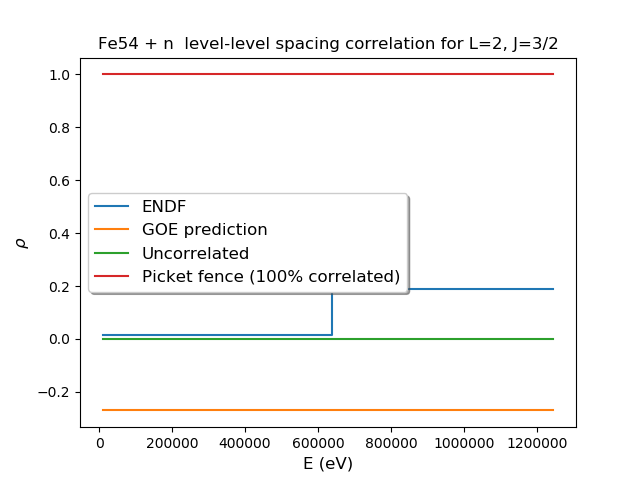 Fe54 + n  level-level spacing correlation for L=2, J=3/2
1.0
0.8
0.6
0.4
0.2
0.0
−0.2
ρ
ENDF
GOE prediction
Uncorrelated
Picket fence (100% correlated)
0 200000 400000 600000 800000 1000000 1200000
E (eV)